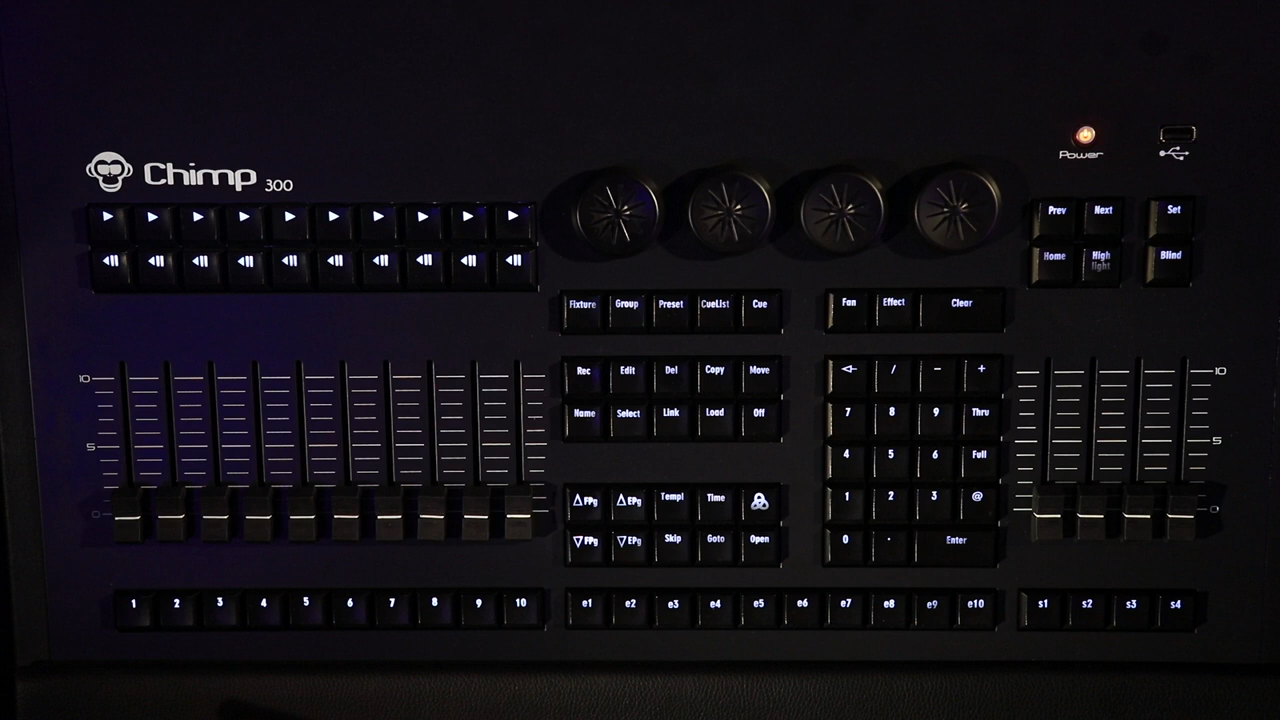 Power
Chimp 300
Prev Next Set
Home High light Blind
Fixture Group Preset CueList Cue
Fan Effect Clear
Rec Edit Del Copy Move
/ - +
Name Select Link Load Off
7 8 9 Thru
4 5 6 Full
10
5
0
10
5
0
△FPg △EPg Templ Time
1 2 3 @
▽FPg ▽EPg Skip Goto Open
0 . Enter
1 2 3 4 5 6 7 8 9 10
e1 e2 e3 e4 e5 e6 e7 e8 e9 e10
s1 s2 s3 s4